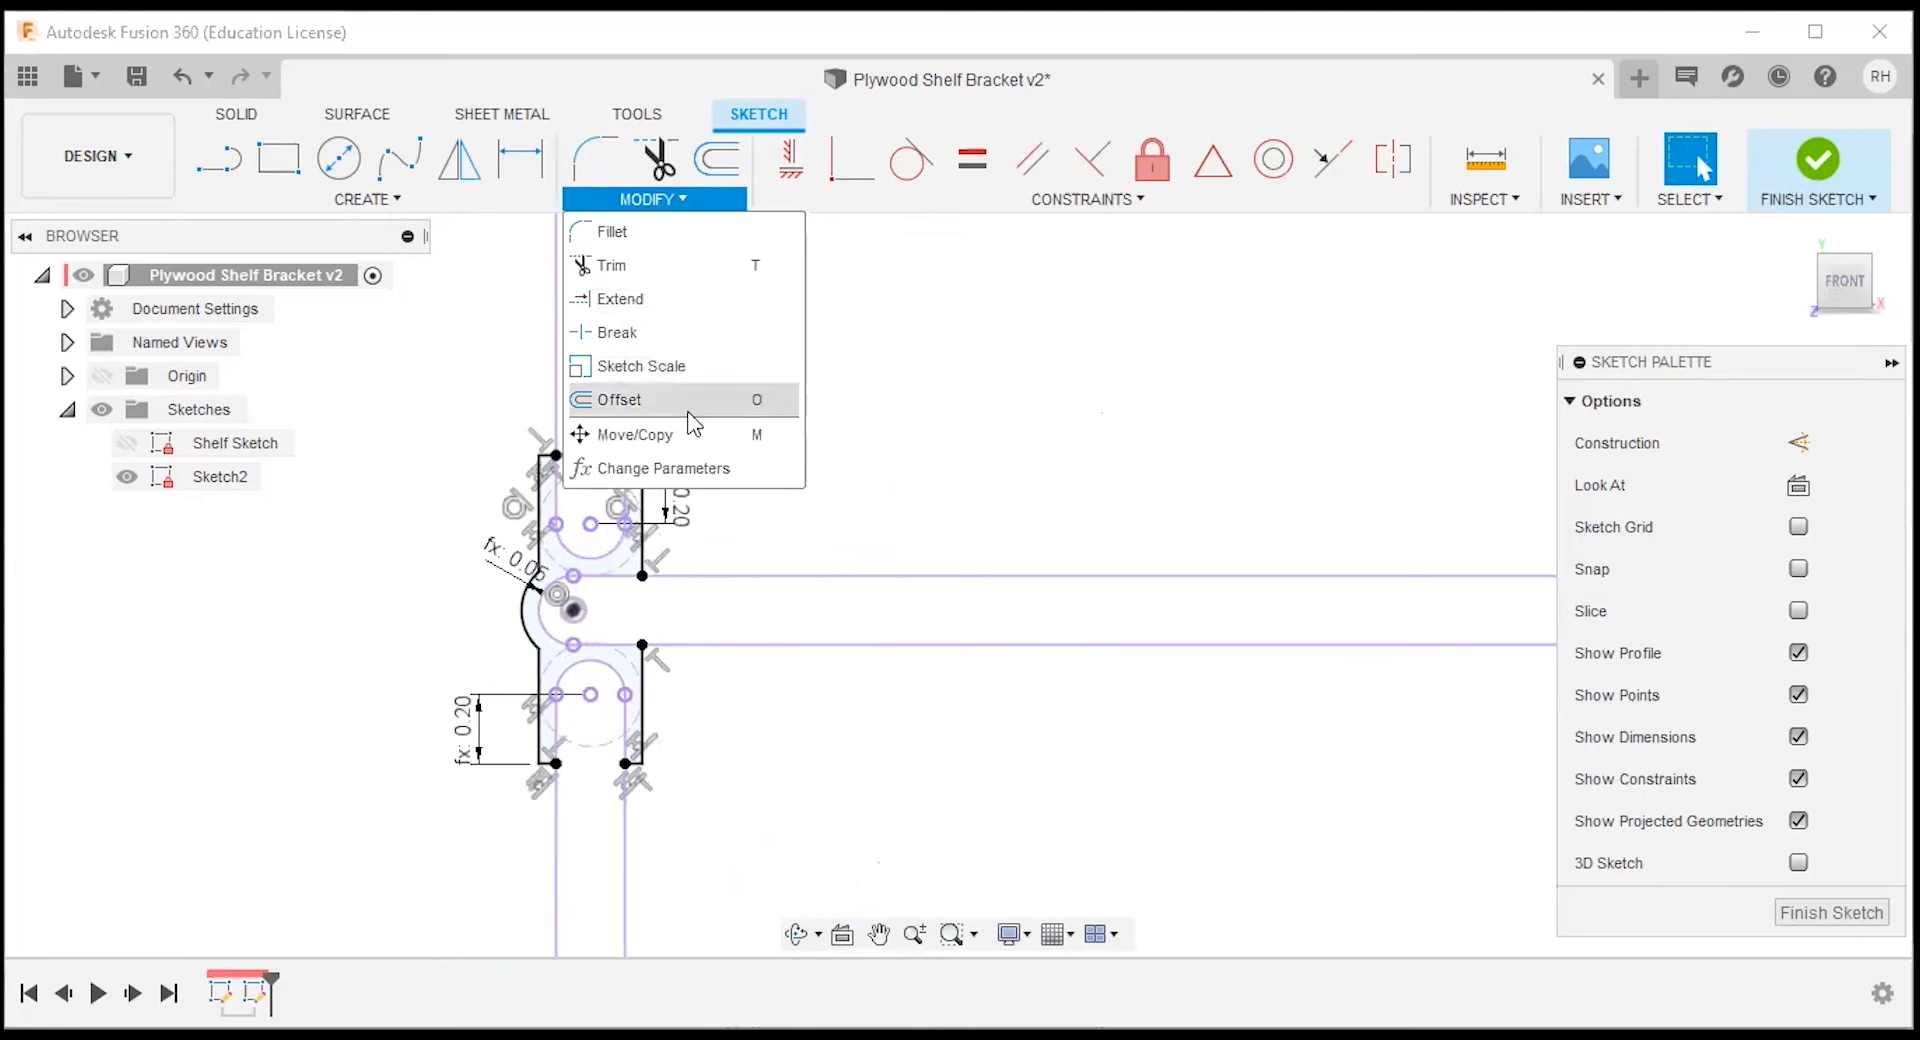 Autodesk Fusion 360 (Education License)
Plywood Shelf Bracket v2*
RH
SOLID
SURFACE
SHEET METAL
TOOLS
SKETCH
DESIGN
CREATE
MODIFY
CONSTRAINTS
INSPECT
INSERT
SELECT
FINISH SKETCH
BROWSER
Plywood Shelf Bracket v2
Document Settings
Named Views
Origin
Sketches
Shelf Sketch
Sketch2
Fillet
Trim T
Extend
Break
Sketch Scale
Offset O
Move/Copy M
fx Change Parameters
0.20
fx: 0.05
fx: 0.20
Y
FRONT
X
Z
SKETCH PALETTE
Options
Construction
Look At
Sketch Grid
Snap
Slice
Show Profile
Show Points
Show Dimensions
Show Constraints
Show Projected Geometries
3D Sketch
Finish Sketch